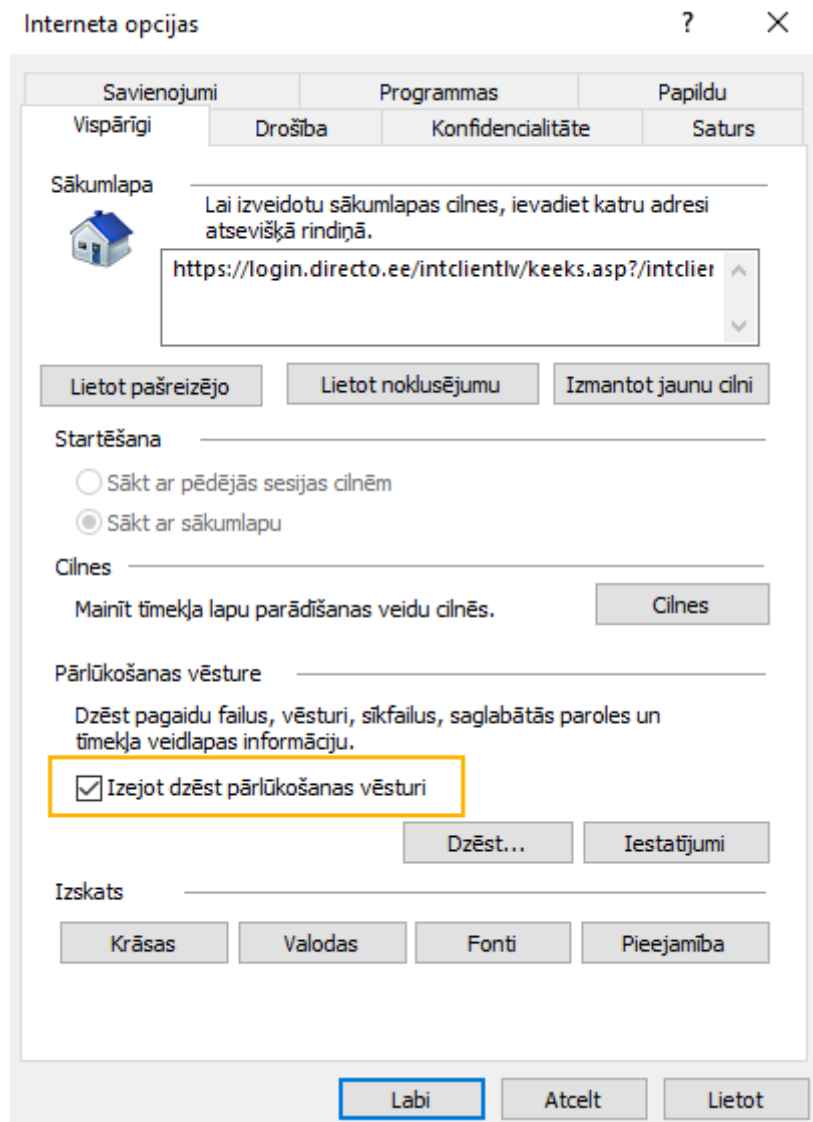 Interneta opcijas ?
Savienojumi Programmas Papildu
Vispārīgi Drošība Konfidencialitāte Saturs
Sākumlapa
Lai izveidotu sākumlapas cilnes, ievadiet katru adresi
atsevišķā rindiņā.
https://login.directo.ee/intclientlv/keeks.asp?/intclier
Lietot pašreizējo Lietot noklusējumu Izmantot jaunu cilni
Startēšana
Sākt ar pēdējās sesijas cilnēm
Sākt ar sākumlapu
Cilnes
Mainīt tīmekļa lapu parādīšanas veidu cilnēs. Cilnes
Pārlūkošanas vēsture
Dzēst pagaidu failus, vēsturi, sīkfailus, saglabātās paroles un
tīmekļa veidlapas informāciju.
Izejot dzēst pārlūkošanas vēsturi
Dzēst... Iestatījumi
Izskats
Krāsas Valodas Fonti Pieejamība
Labi Atcelt Lietot